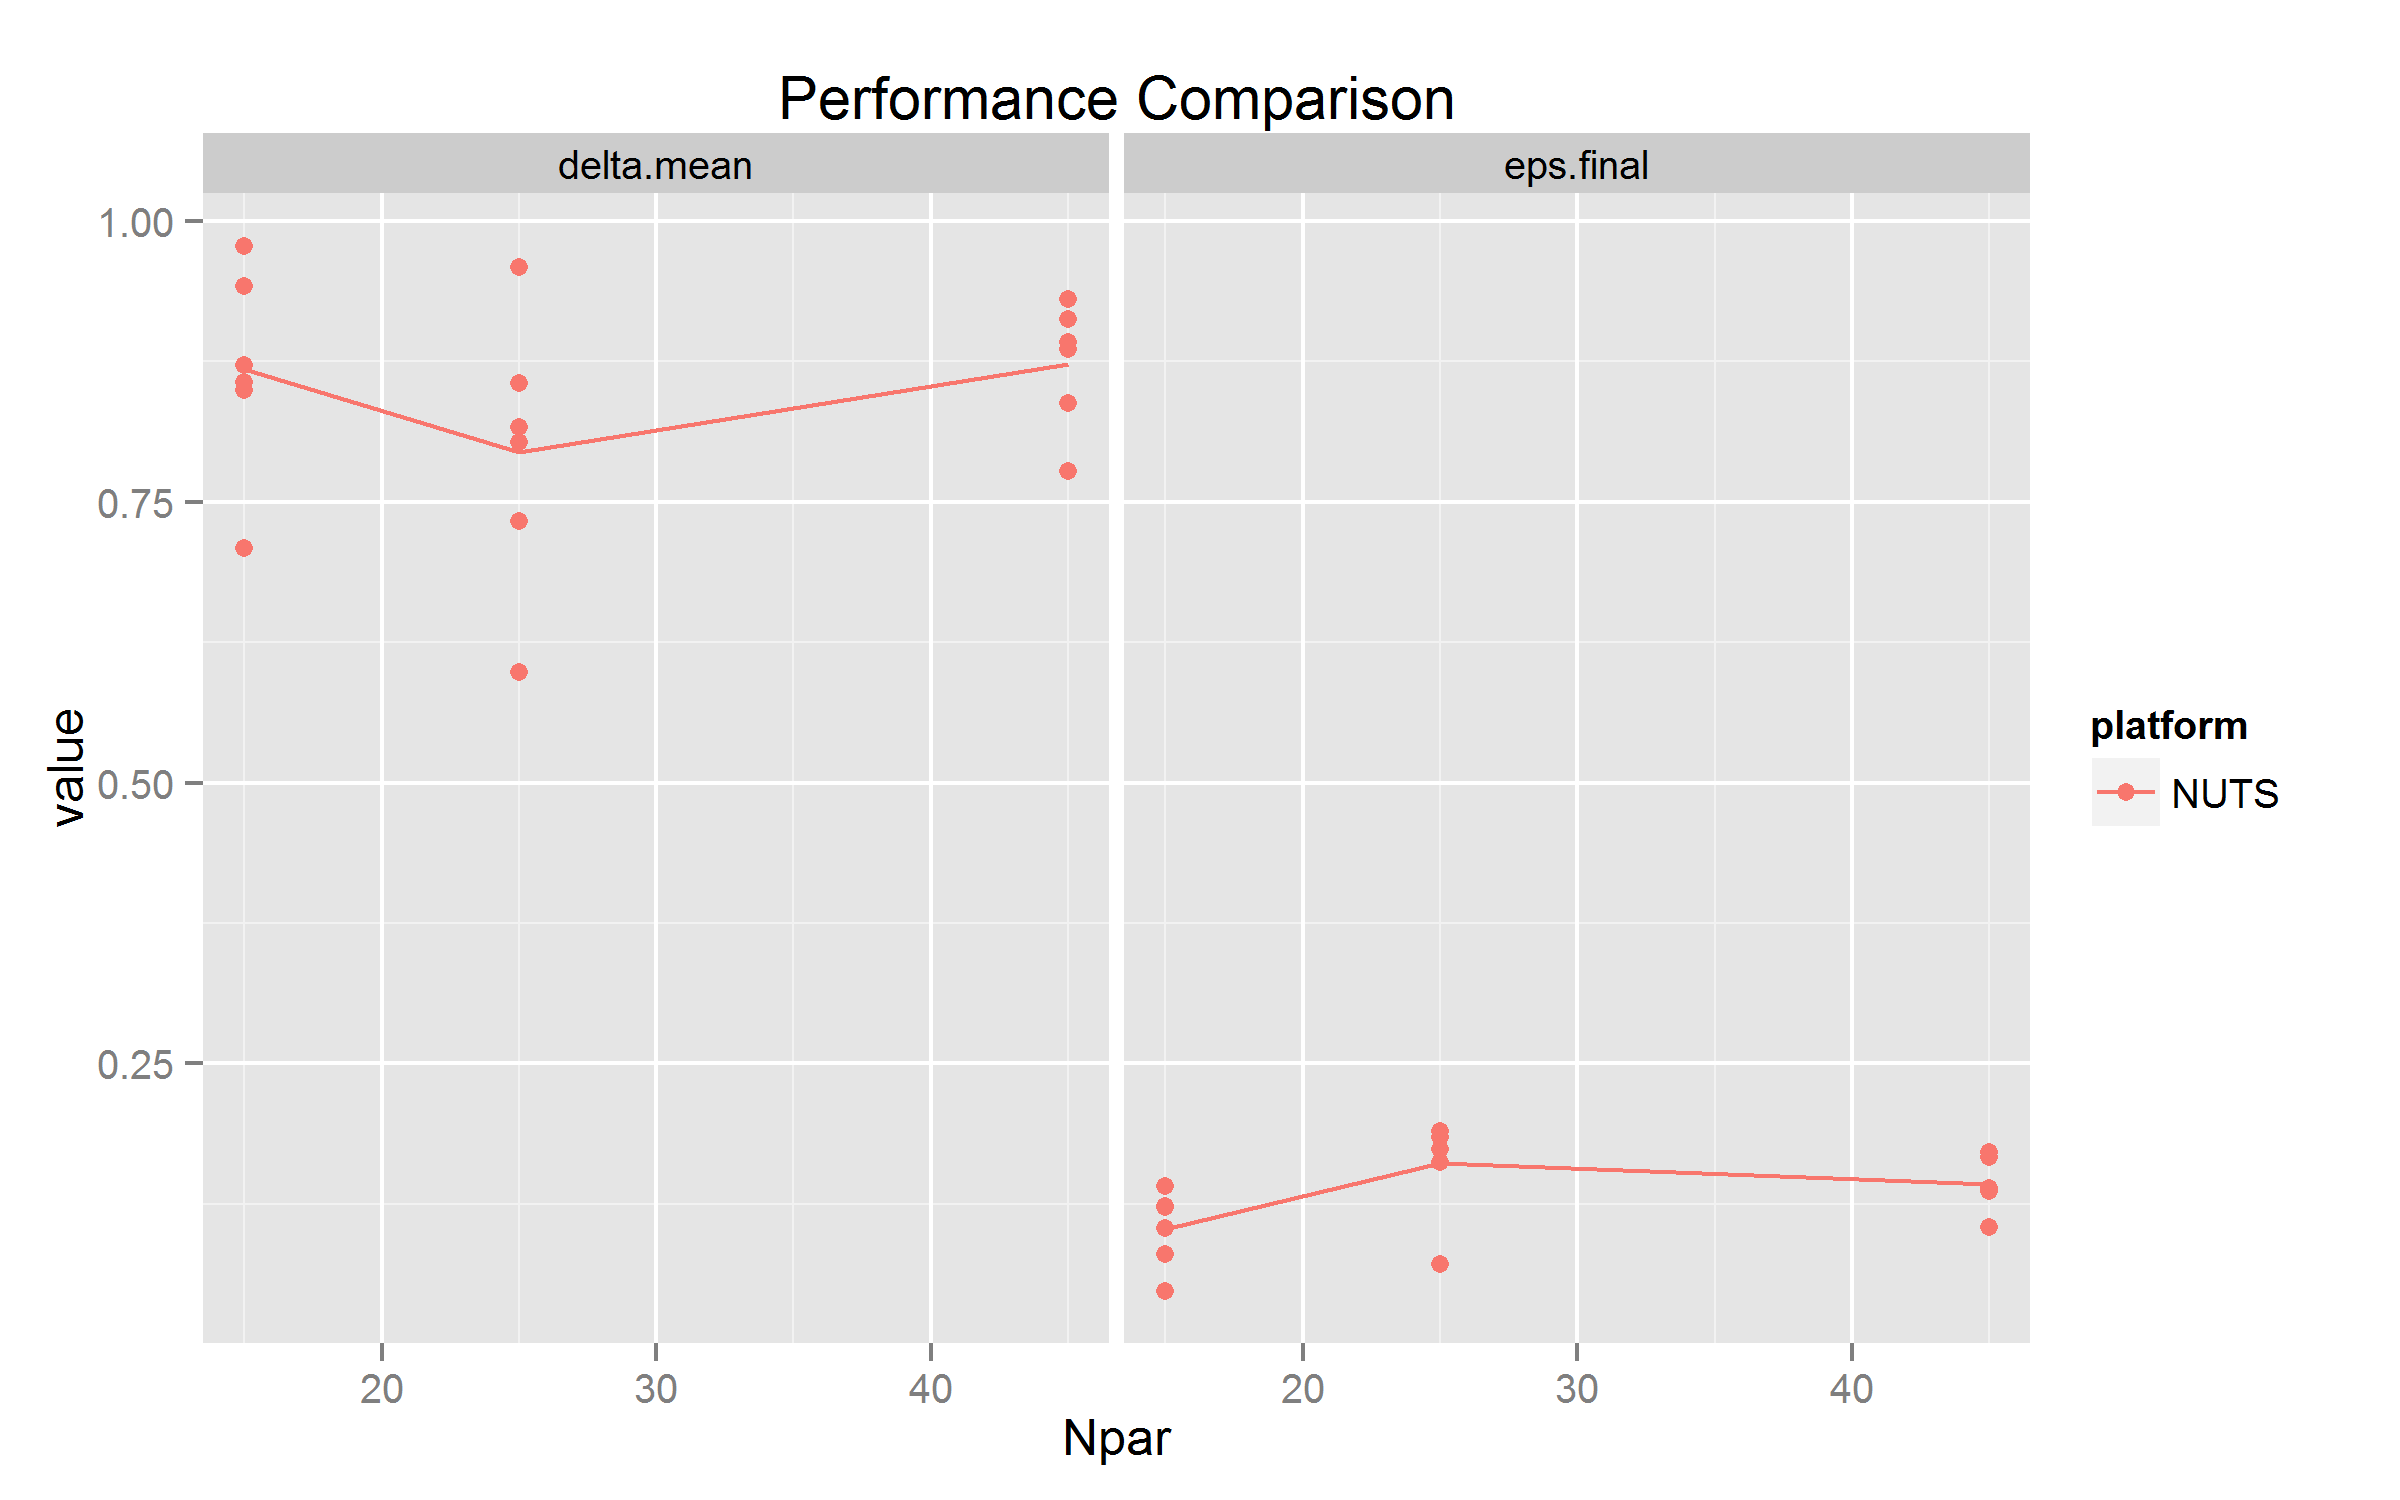 Performance Comparison
delta.mean
eps.final
1.00
0.75
0.50
0.25
value
20 30 40
20 30 40
Npar
platform
NUTS